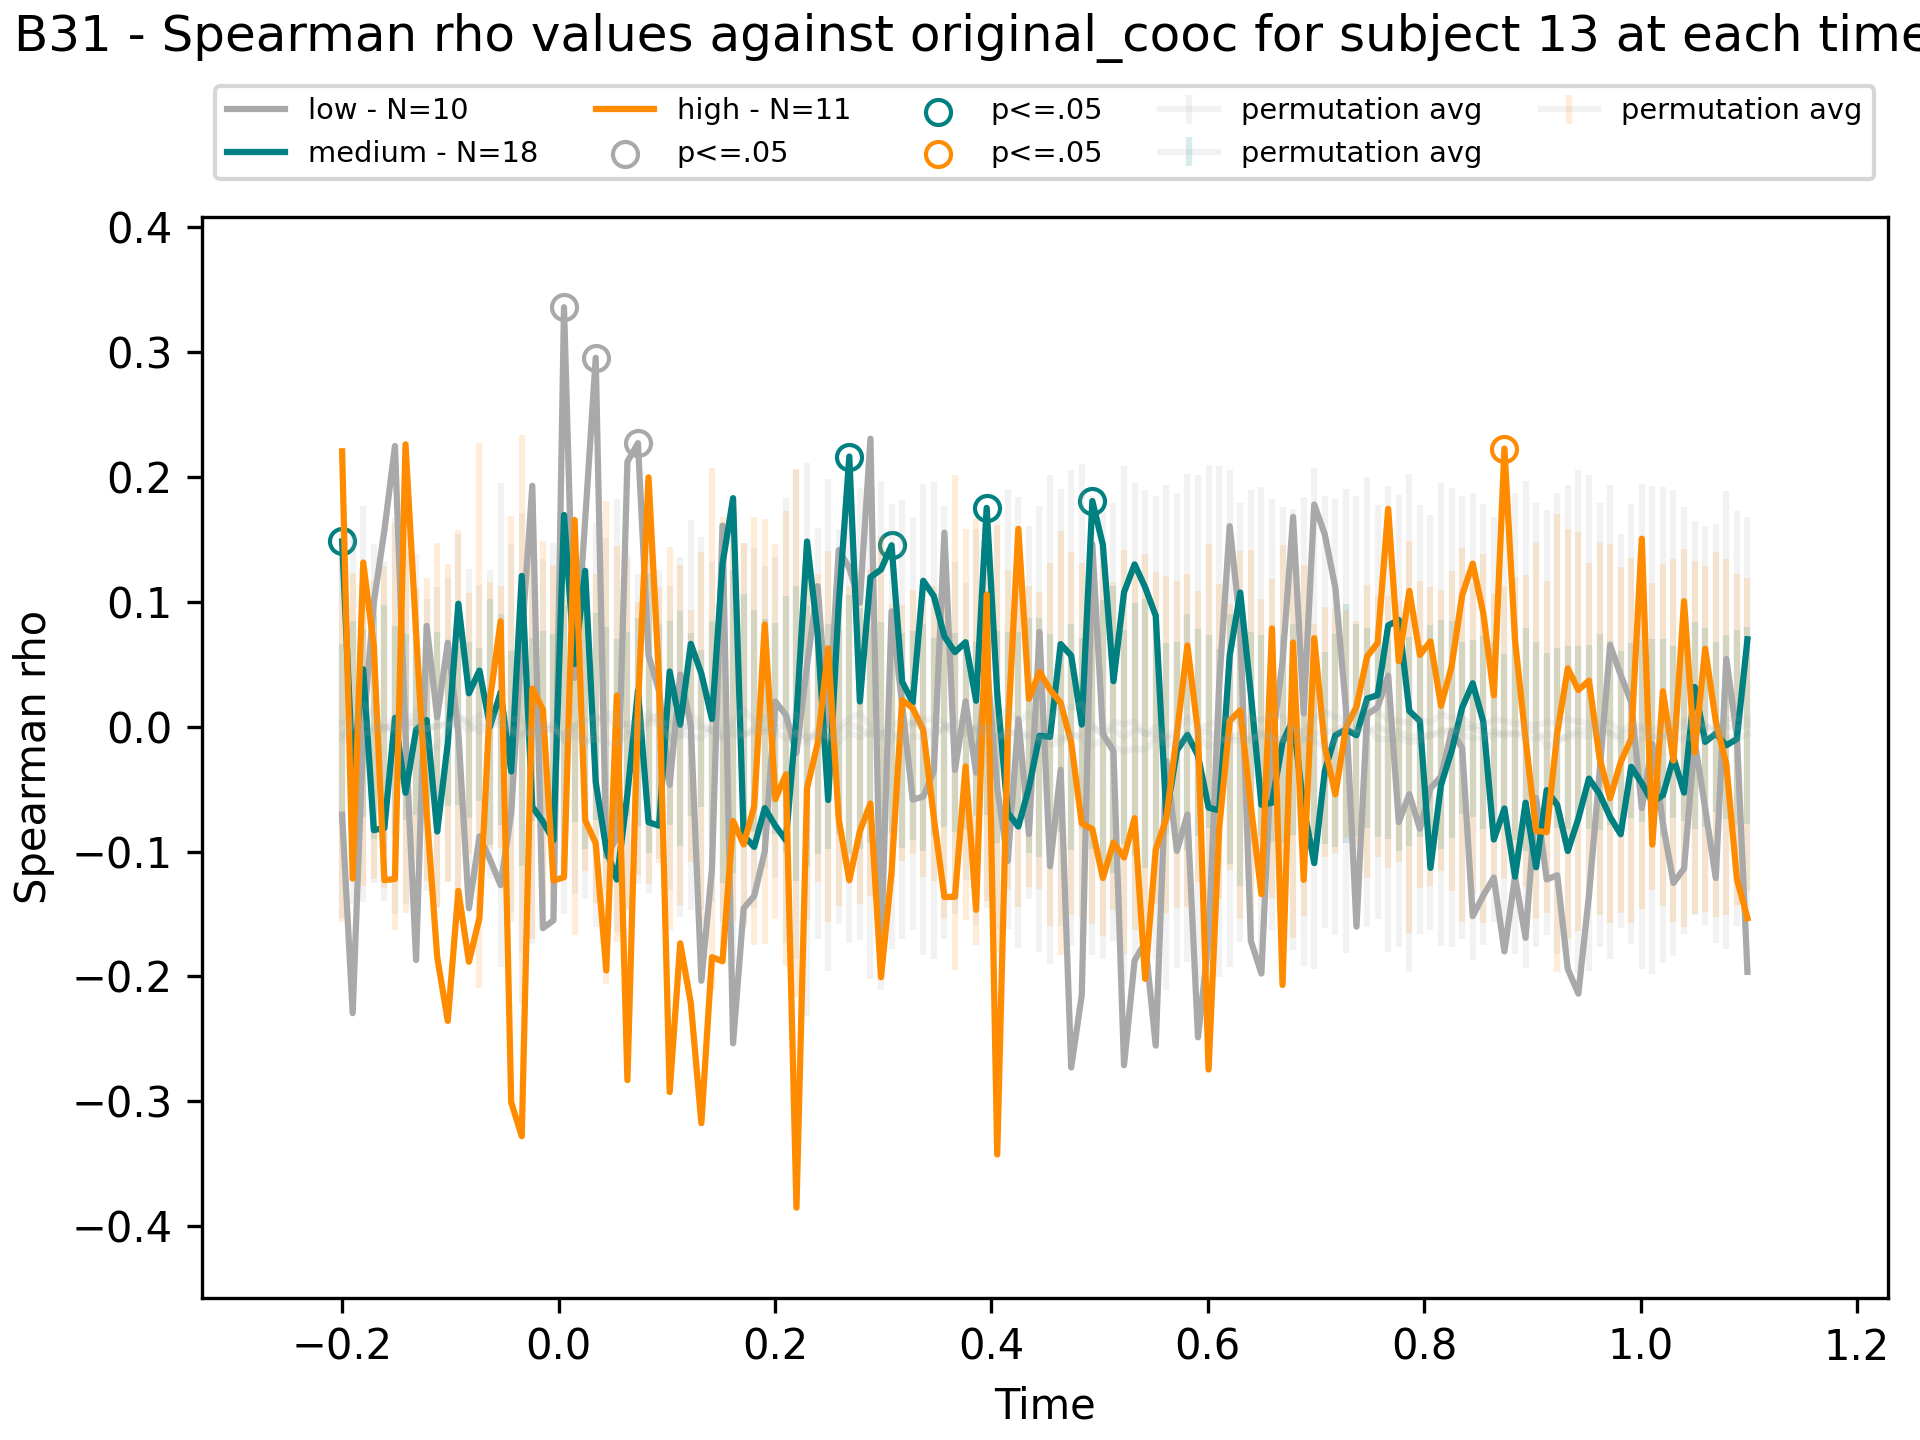 B31 - Spearman rho values against original_cooc for subject 13 at each time
low - N=10
medium - N=18
high - N=11
p<=.05
p<=.05
p<=.05
permutation avg
permutation avg
permutation avg
Spearman rho
0.4
0.3
0.2
0.1
0.0
−0.1
−0.2
−0.3
−0.4
−0.2 0.0 0.2 0.4 0.6 0.8 1.0 1.2
Time